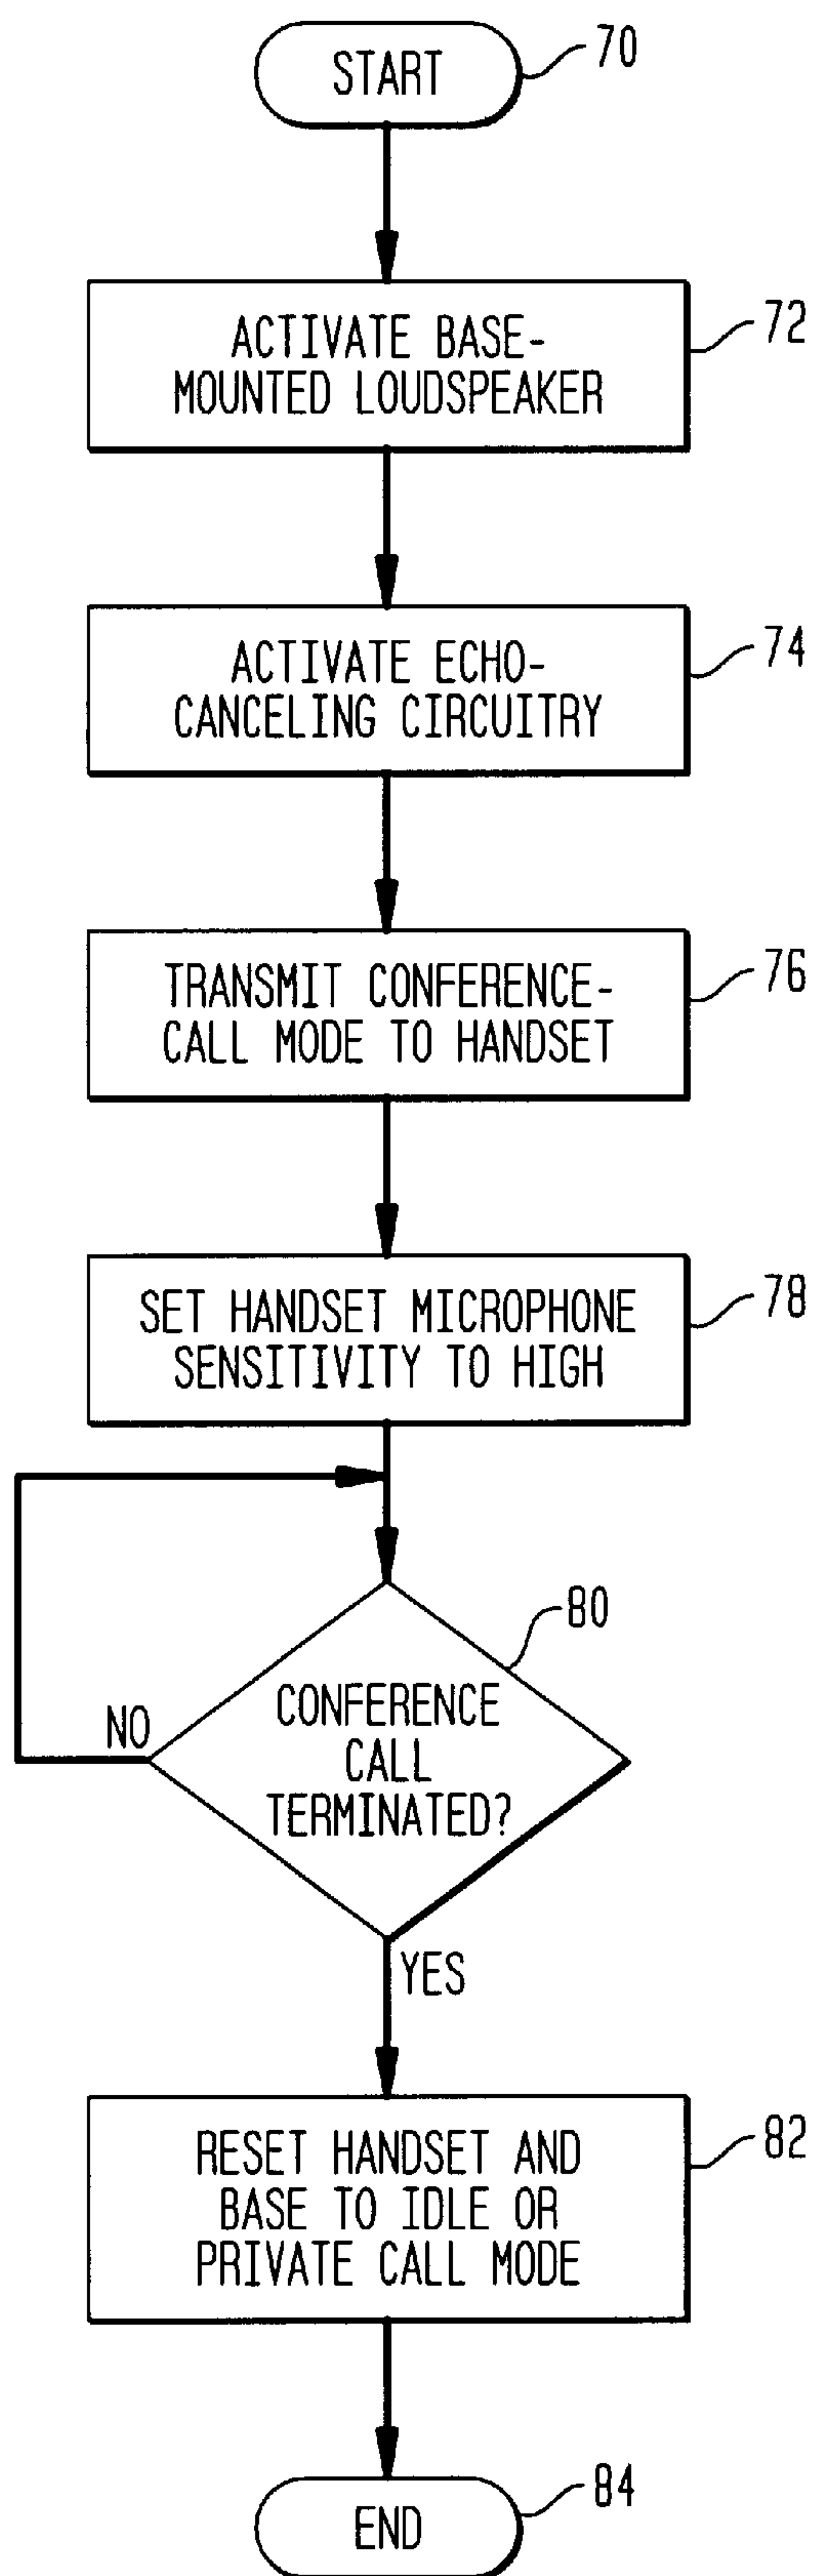 START
70
ACTIVATE BASE-
MOUNTED LOUDSPEAKER
72
ACTIVATE ECHO-
CANCELING CIRCUITRY
74
TRANSMIT CONFERENCE-
CALL MODE TO HANDSET
76
SET HANDSET MICROPHONE
SENSITIVITY TO HIGH
78
80
CONFERENCE
CALL
TERMINATED?
NO
YES
RESET HANDSET AND
BASE TO IDLE OR
PRIVATE CALL MODE
82
END
84